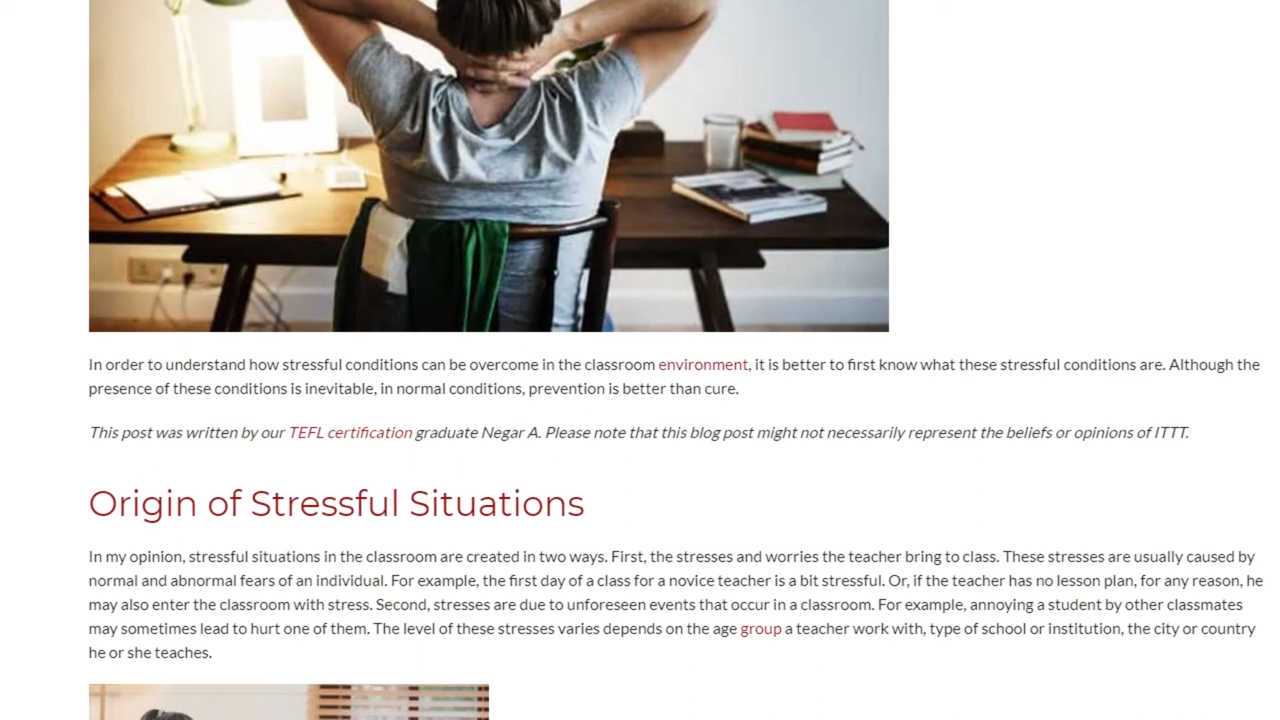 In order to understand how stressful conditions can be overcome in the classroom environment, it is better to first know what these stressful conditions are. Although the
presence of these conditions is inevitable, in normal conditions, prevention is better than cure.
This post was written by our TEFL certification graduate Negar A. Please note that this blog post might not necessarily represent the beliefs or opinions of ITTT.
Origin of Stressful Situations
In my opinion, stressful situations in the classroom are created in two ways. First, the stresses and worries the teacher bring to class. These stresses are usually caused by
normal and abnormal fears of an individual. For example, the first day of a class for a novice teacher is a bit stressful. Or, if the teacher has no lesson plan, for any reason, he
may also enter the classroom with stress. Second, stresses are due to unforeseen events that occur in a classroom. For example, annoying a student by other classmates
may sometimes lead to hurt one of them. The level of these stresses varies depends on the age group a teacher work with, type of school or institution, the city or country
he or she teaches.